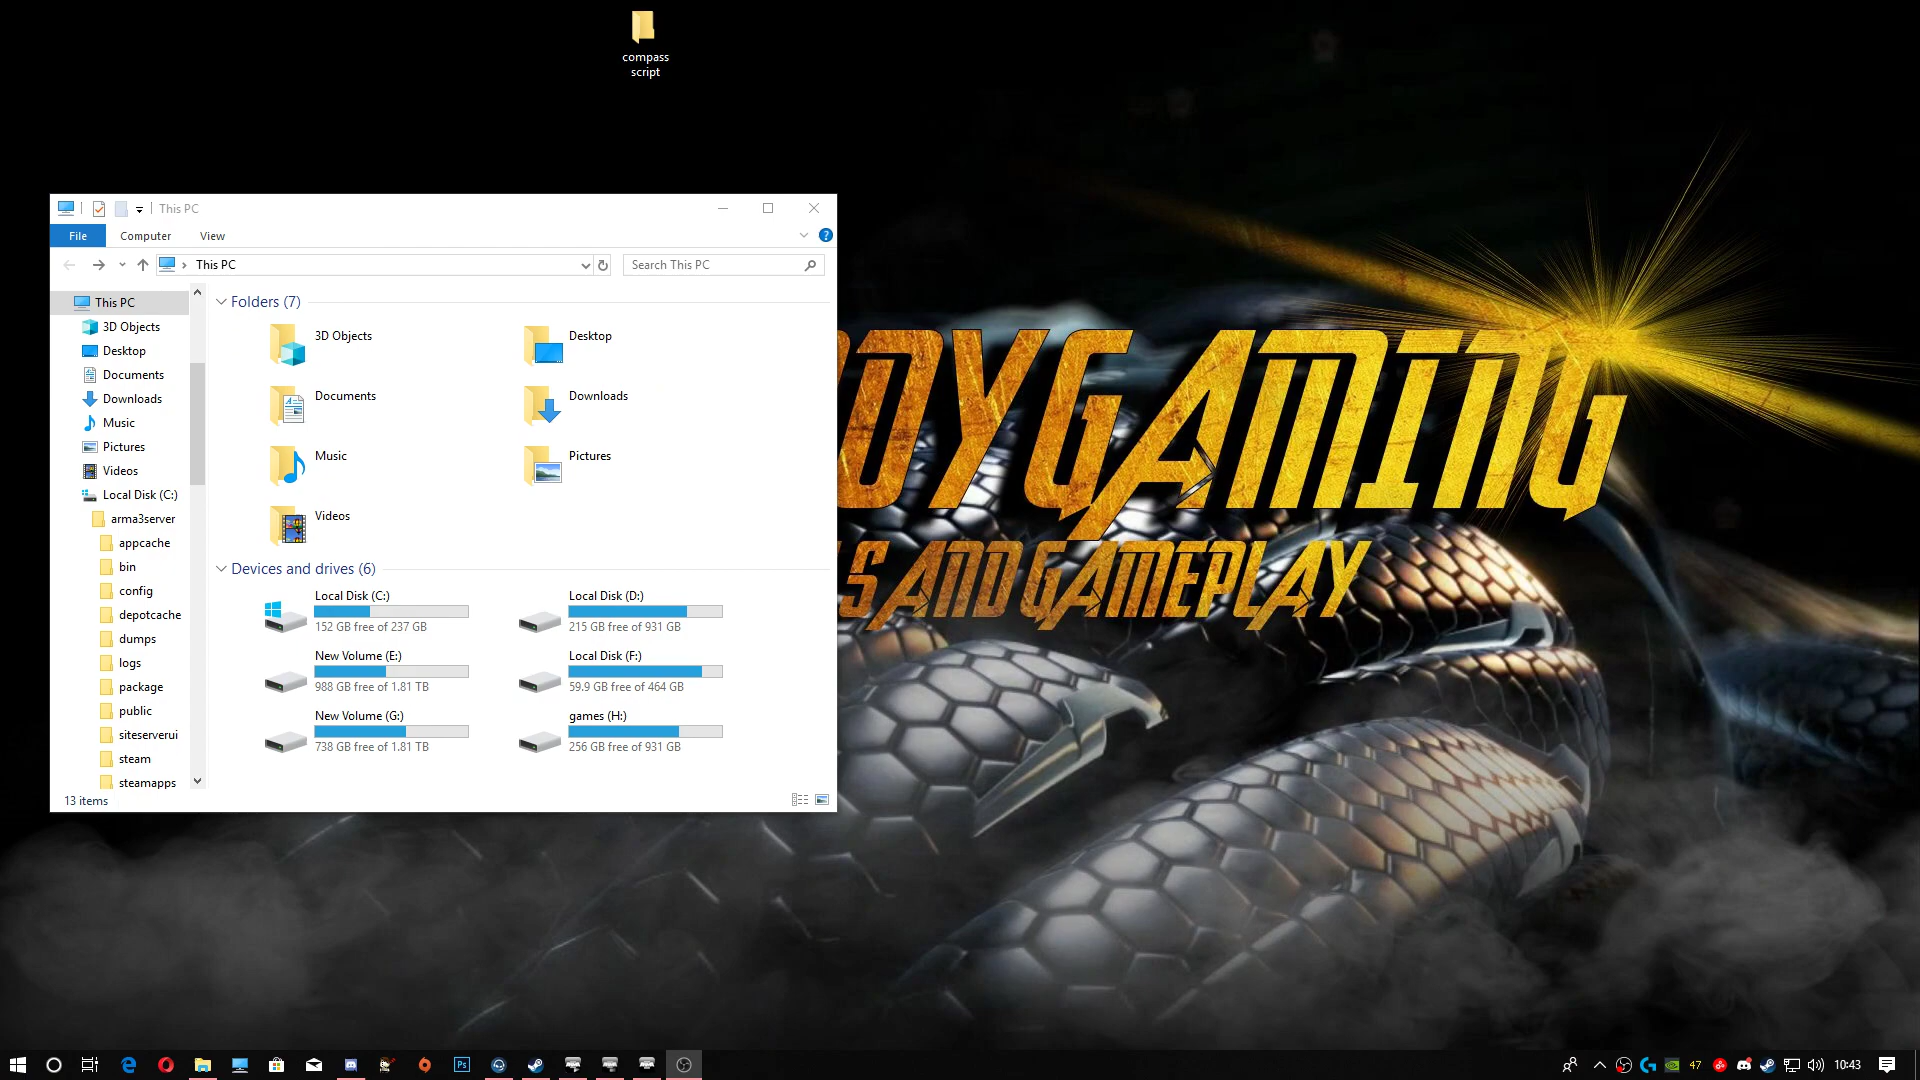 compass
script
This PC
File
Computer
View
This PC
Search This PC
This PC
3D Objects
Desktop
Documents
Downloads
Music
Pictures
Videos
Local Disk (C:)
arma3server
appcache
bin
config
depotcache
dumps
logs
package
public
siteserverui
steam
steamapps
Folders (7)
3D Objects
Desktop
Documents
Downloads
Music
Pictures
Videos
Devices and drives (6)
Local Disk (C:)
152 GB free of 237 GB
Local Disk (D:)
215 GB free of 931 GB
New Volume (E:)
988 GB free of 1.81 TB
Local Disk (F:)
59.9 GB free of 464 GB
New Volume (G:)
738 GB free of 1.81 TB
games (H:)
256 GB free of 931 GB
13 items
DYGAMING
S AND GAMEPLAY
Ps
47
10:43